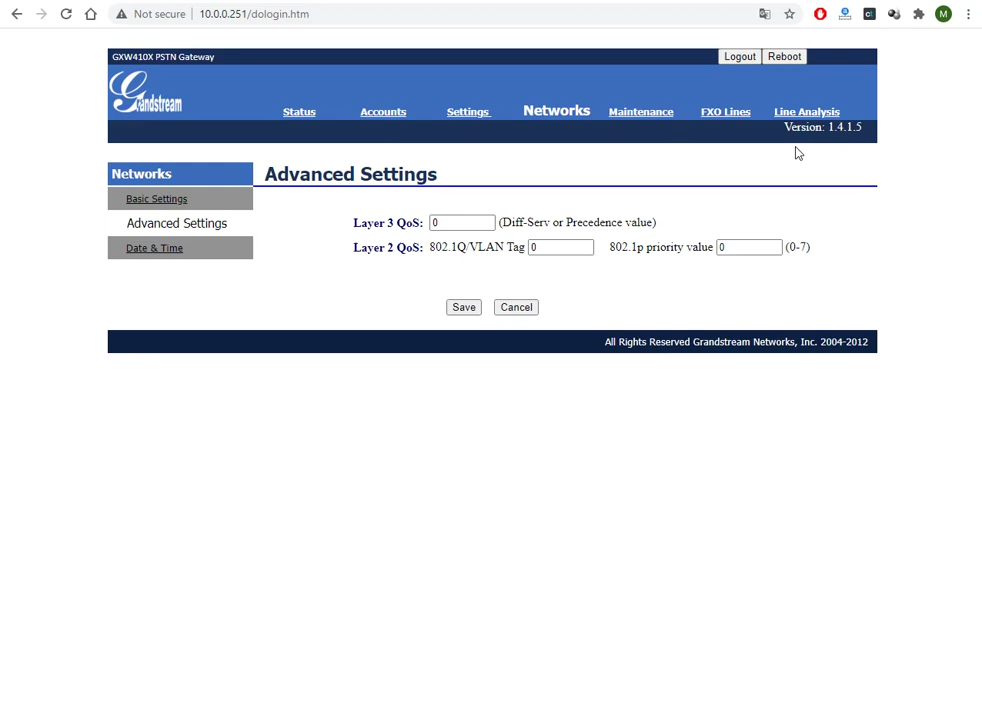 Not secure | 10.0.0.251/dologin.htm
M
GXW410X PSTN Gateway Logout Reboot
Grandstream
Status Accounts Settings Networks Maintenance FXO Lines Line Analysis
Version: 1.4.1.5
Networks
Advanced Settings
Basic Settings
Advanced Settings
Date & Time
Layer 3 QoS: 0 (Diff-Serv or Precedence value)
Layer 2 QoS: 802.1Q/VLAN Tag 0 802.1p priority value 0 (0-7)
Save Cancel
All Rights Reserved Grandstream Networks, Inc. 2004-2012